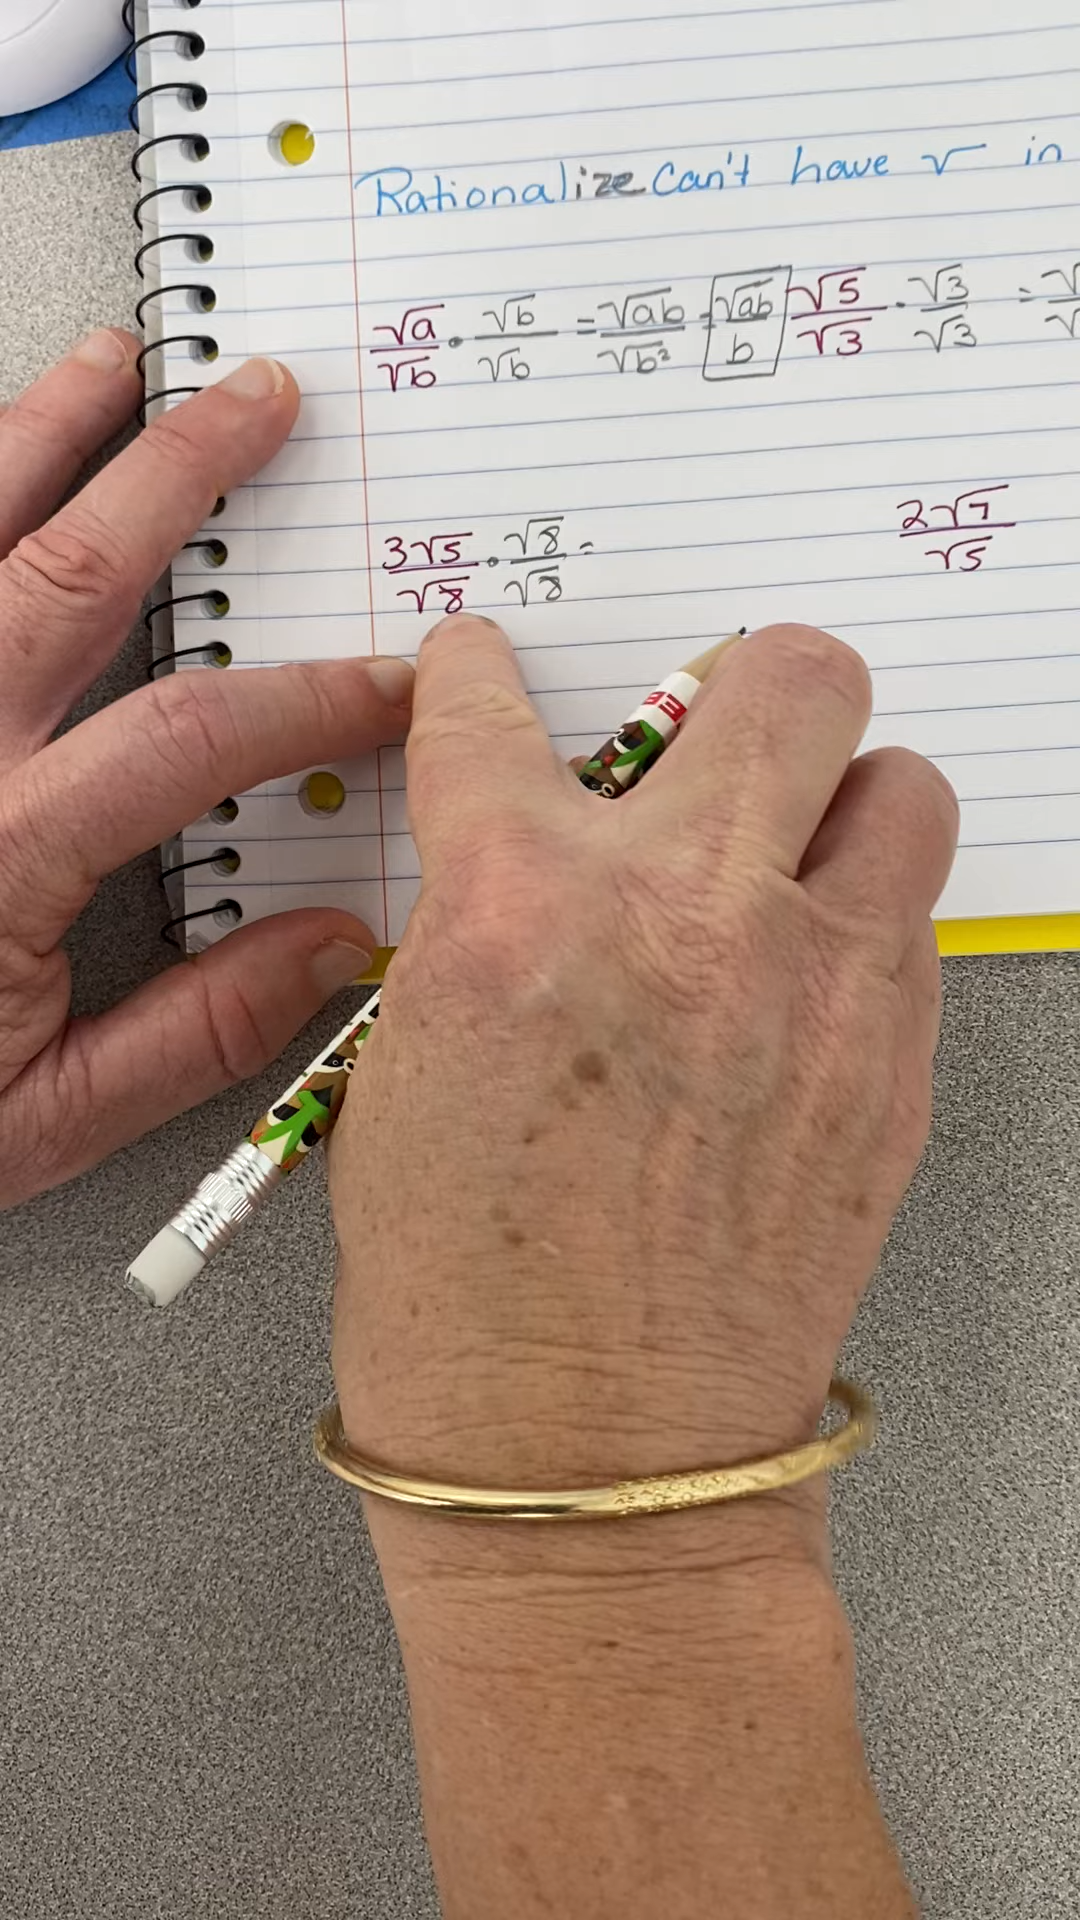 Rationalize Can't have √ in
√a/√b · √b/√b = √ab/√b² = √ab/b √5/√3 · √3/√3 = √/√
3√5/√8 · √8/√8 = 2√7/√5